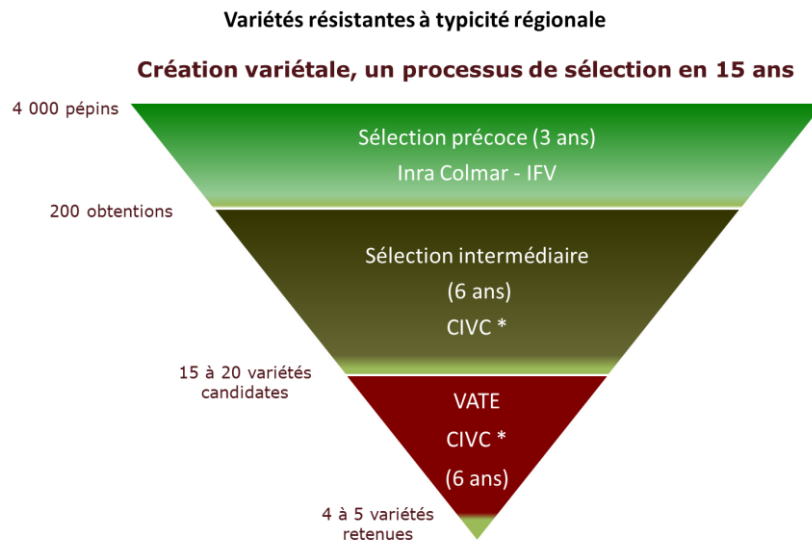 Variétés résistantes à typicité régionale
Création variétale, un processus de sélection en 15 ans
4 000 pépins
Sélection précoce (3 ans)
Inra Colmar - IFV
200 obtentions
Sélection intermédiaire
(6 ans)
CIVC *
15 à 20 variétés
candidates
VATE
CIVC *
(6 ans)
4 à 5 variétés
retenues